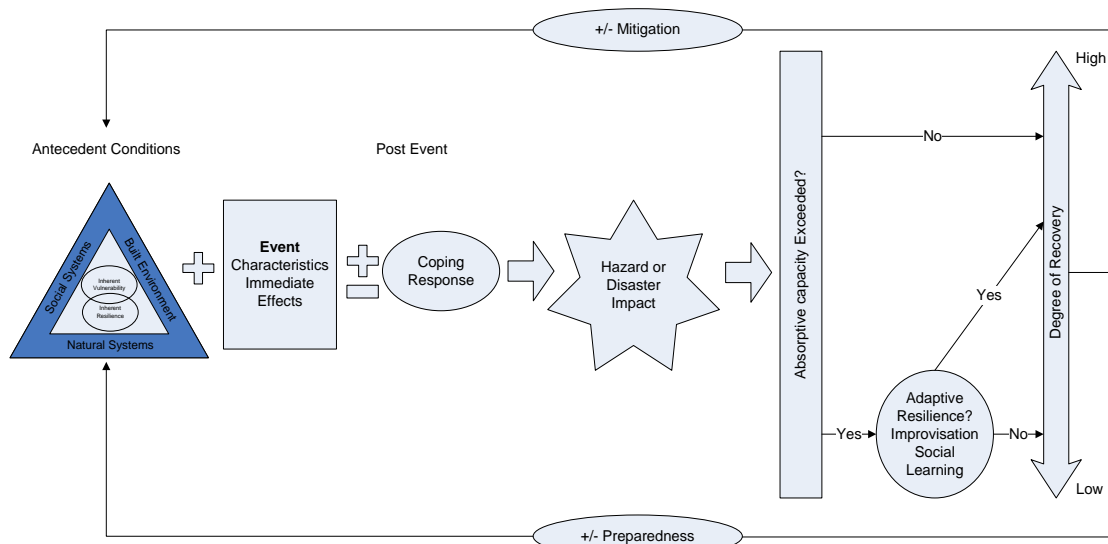 +/- Mitigation
High
Antecedent Conditions
Post Event
No
Social Systems
Built Environment
Inherent
Vulnerability
Inherent
Resilience
Natural Systems
Event
Characteristics
Immediate
Effects
Coping
Response
Hazard or
Disaster
Impact
Absorptive capacity Exceeded?
Yes
Degree of Recovery
Adaptive
Resilience?
Improvisation
Social
Learning
Yes
No
Low
+/- Preparedness